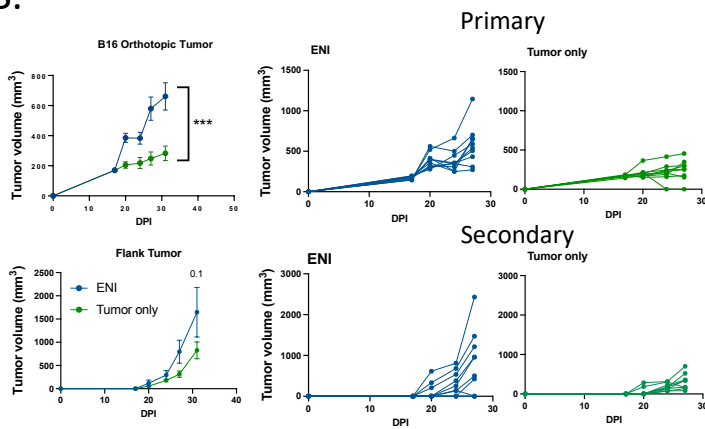 B.
Primary
B16 Orthotopic Tumor
Tumor volume (mm³)
800
600
400
200
0
***
0 10 20 30 40 50
DPI
ENI
Tumor volume (mm³)
1500
1000
500
0
0 10 20 30
DPI
Tumor only
1500
1000
500
0
0 10 20 30
DPI
Secondary
Flank Tumor
Tumor volume (mm³)
2500
2000
1500
1000
500
0
ENI
Tumor only
0.1
0 10 20 30 40
DPI
ENI
Tumor volume (mm³)
3000
2000
1000
0
0 10 20 30
DPI
Tumor only
3000
2000
1000
0
0 10 20 30
DPI